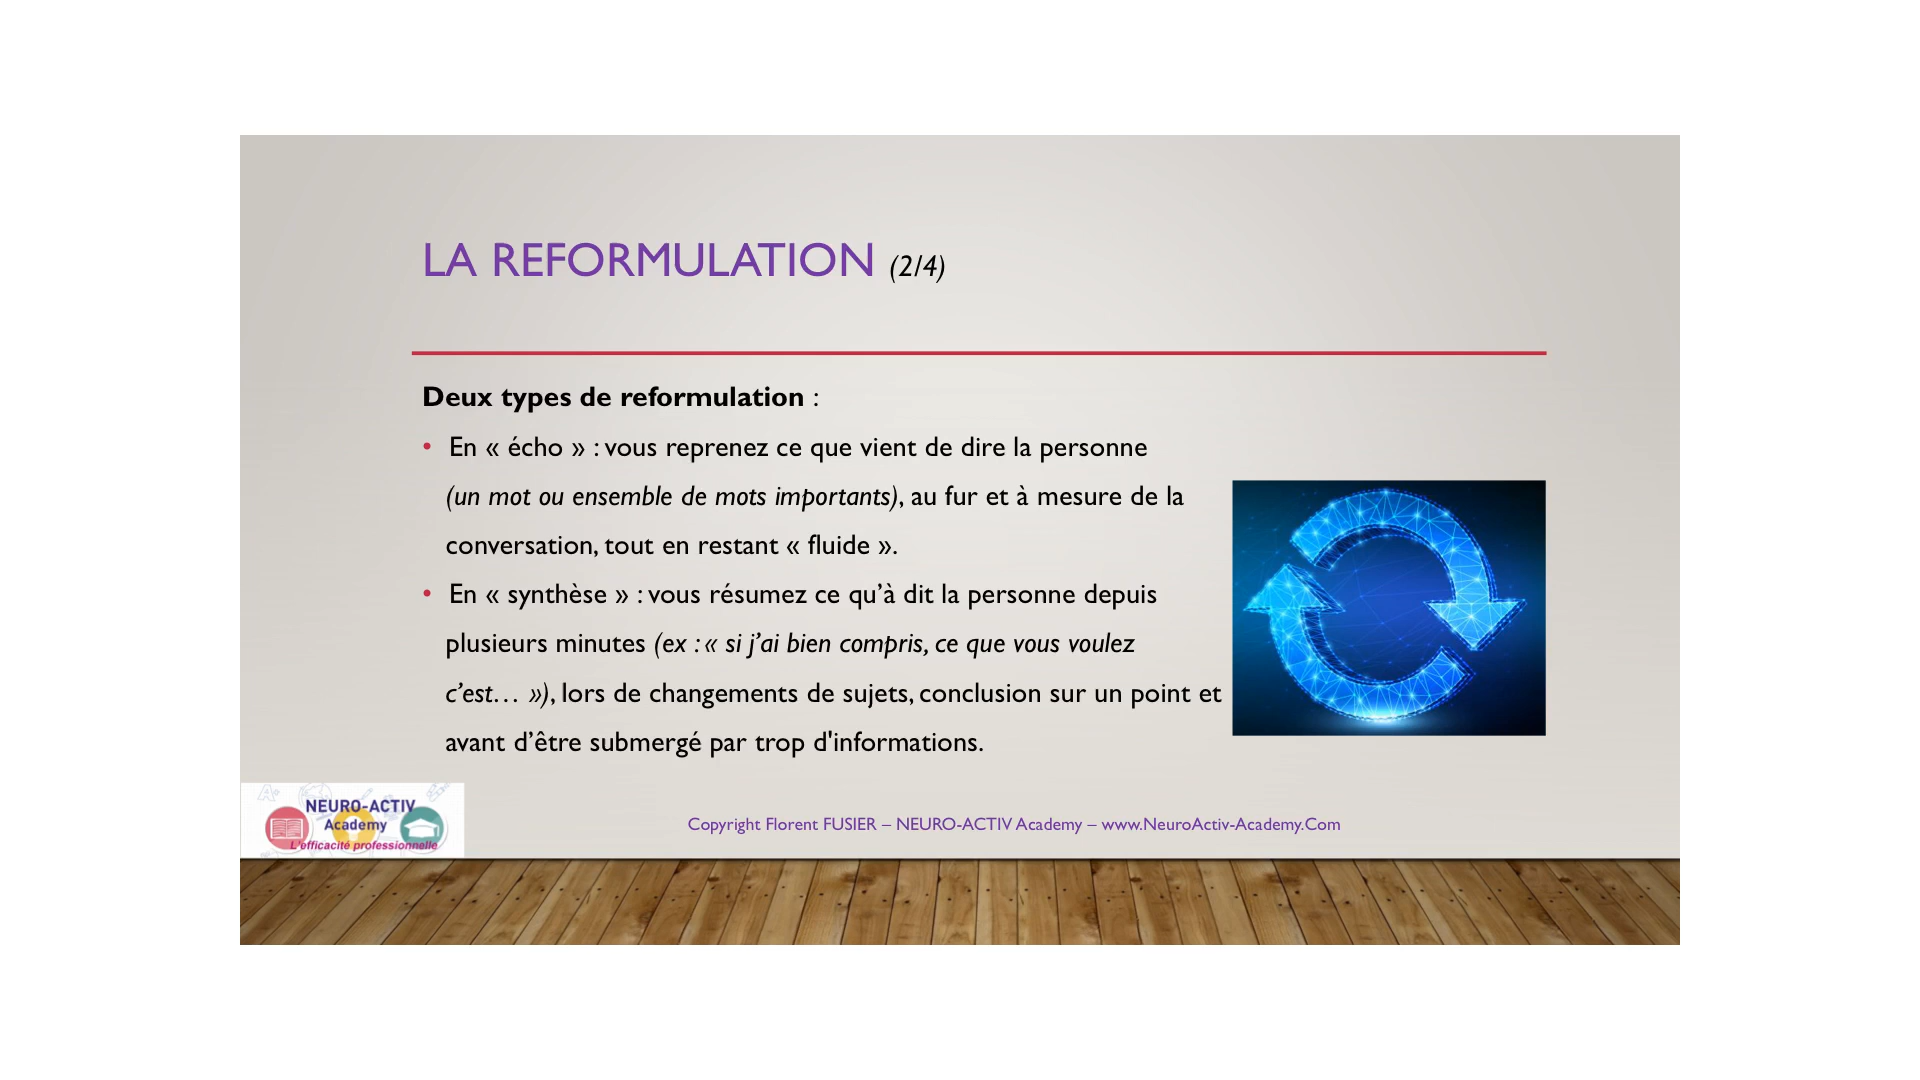 LA REFORMULATION (2/4)
Deux types de reformulation :
• En « écho » : vous reprenez ce que vient de dire la personne
(un mot ou ensemble de mots importants), au fur et à mesure de la
conversation, tout en restant « fluide ».
• En « synthèse » : vous résumez ce qu’à dit la personne depuis
plusieurs minutes (ex : « si j’ai bien compris, ce que vous voulez
c’est… »), lors de changements de sujets, conclusion sur un point et
avant d’être submergé par trop d'informations.
NEURO-ACTIV
Academy
L'efficacité professionnelle
Copyright Florent FUSIER – NEURO-ACTIV Academy – www.NeuroActiv-Academy.Com